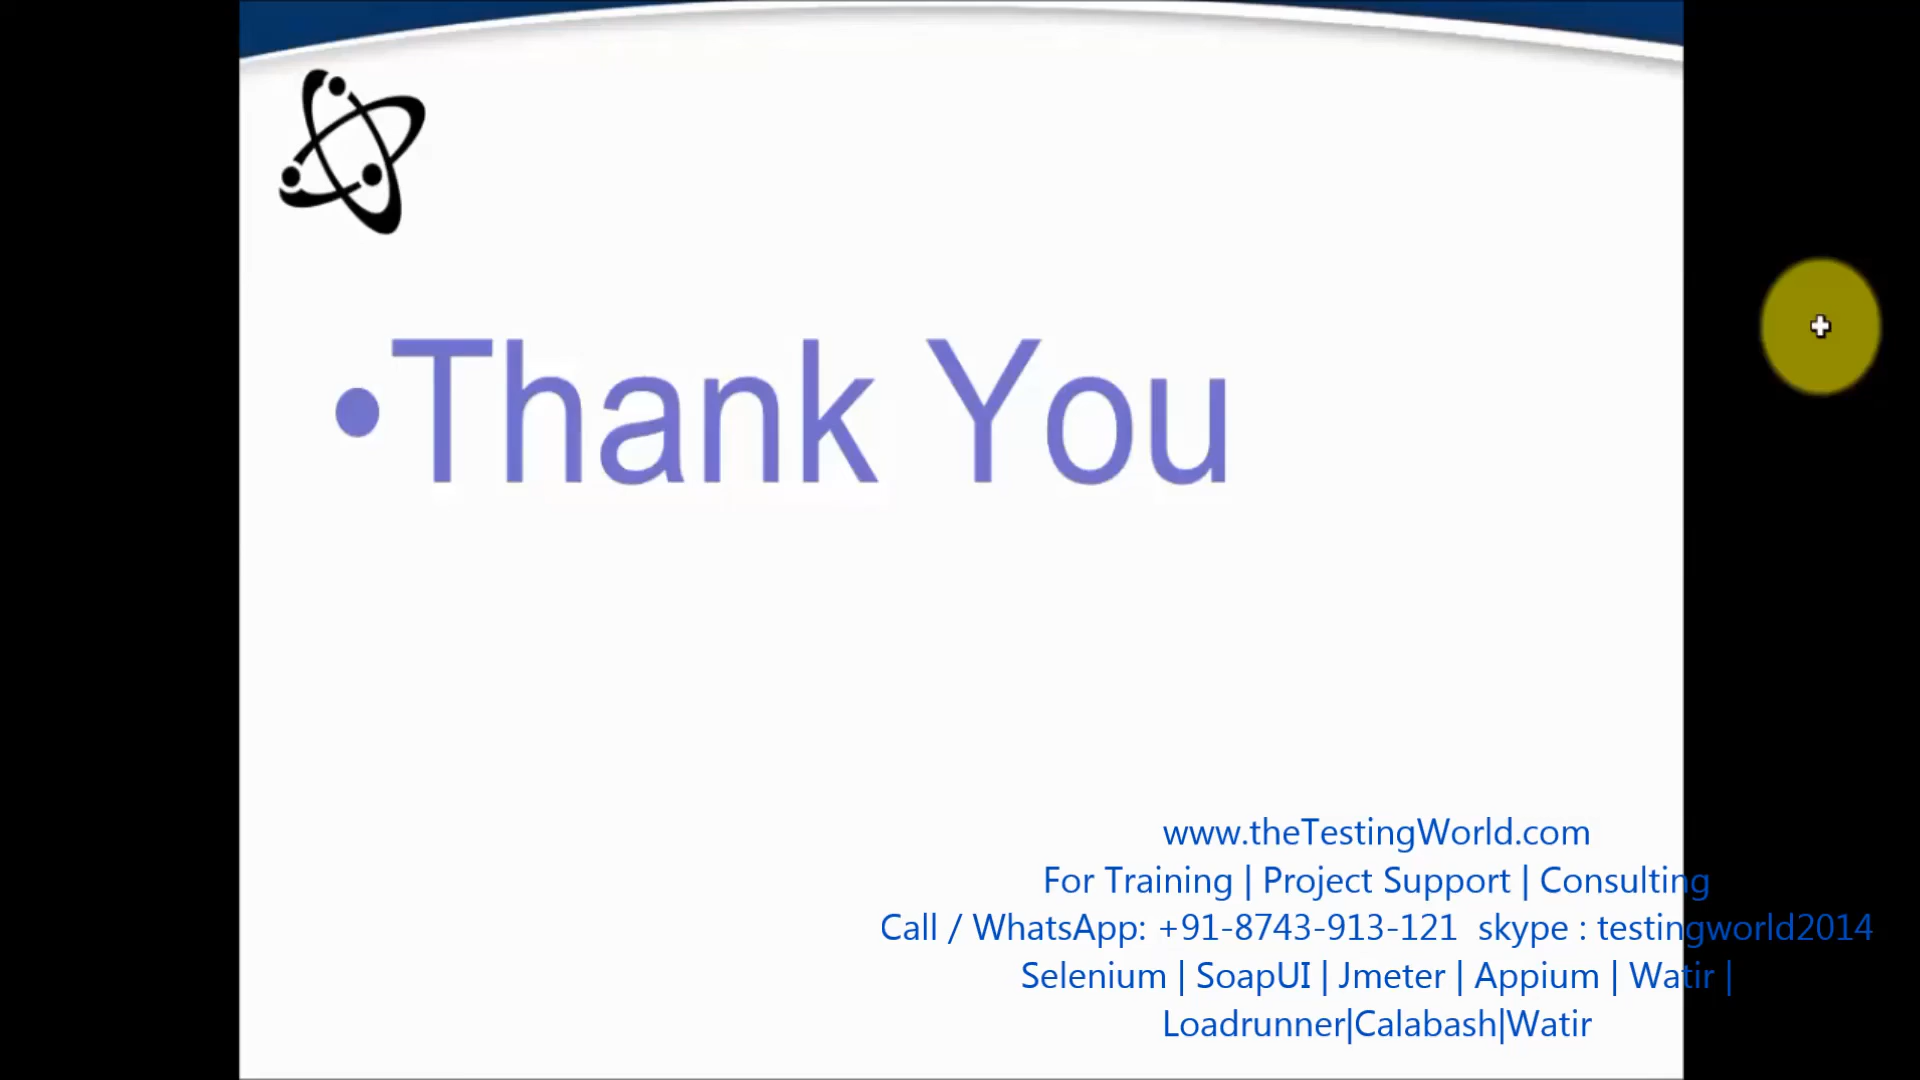 •Thank You
www.theTestingWorld.com
For Training | Project Support | Consulting
Call / WhatsApp: +91-8743-913-121 skype : testingworld2014
Selenium | SoapUI | Jmeter | Appium | Watir |
Loadrunner|Calabash|Watir